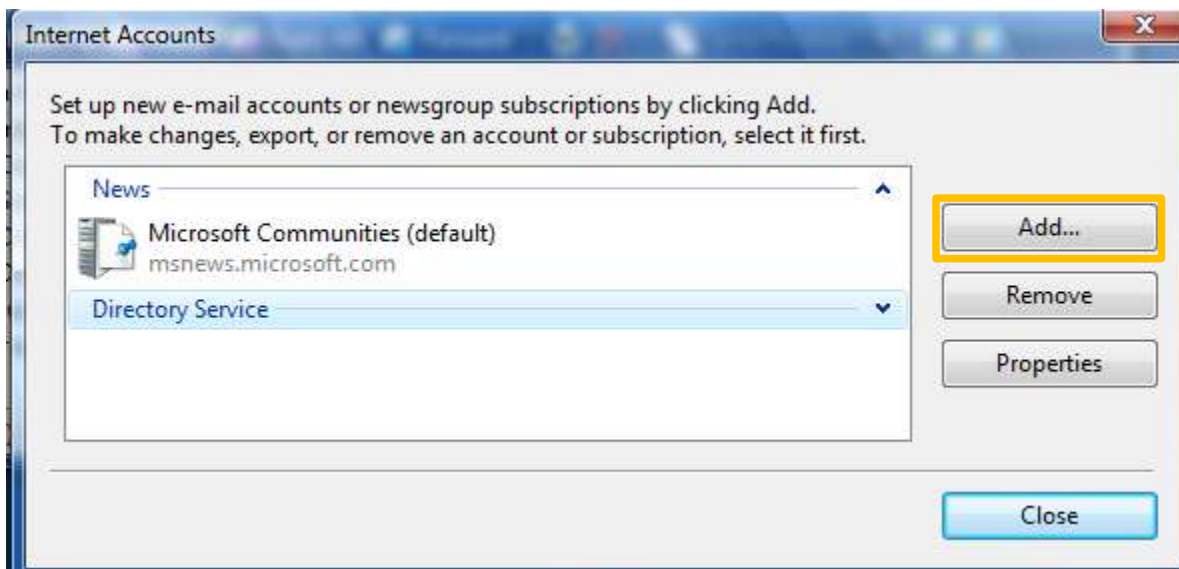 Internet Accounts
Set up new e-mail accounts or newsgroup subscriptions by clicking Add.
To make changes, export, or remove an account or subscription, select it first.
News
Microsoft Communities (default)
msnews.microsoft.com
Directory Service
Add...
Remove
Properties
Close